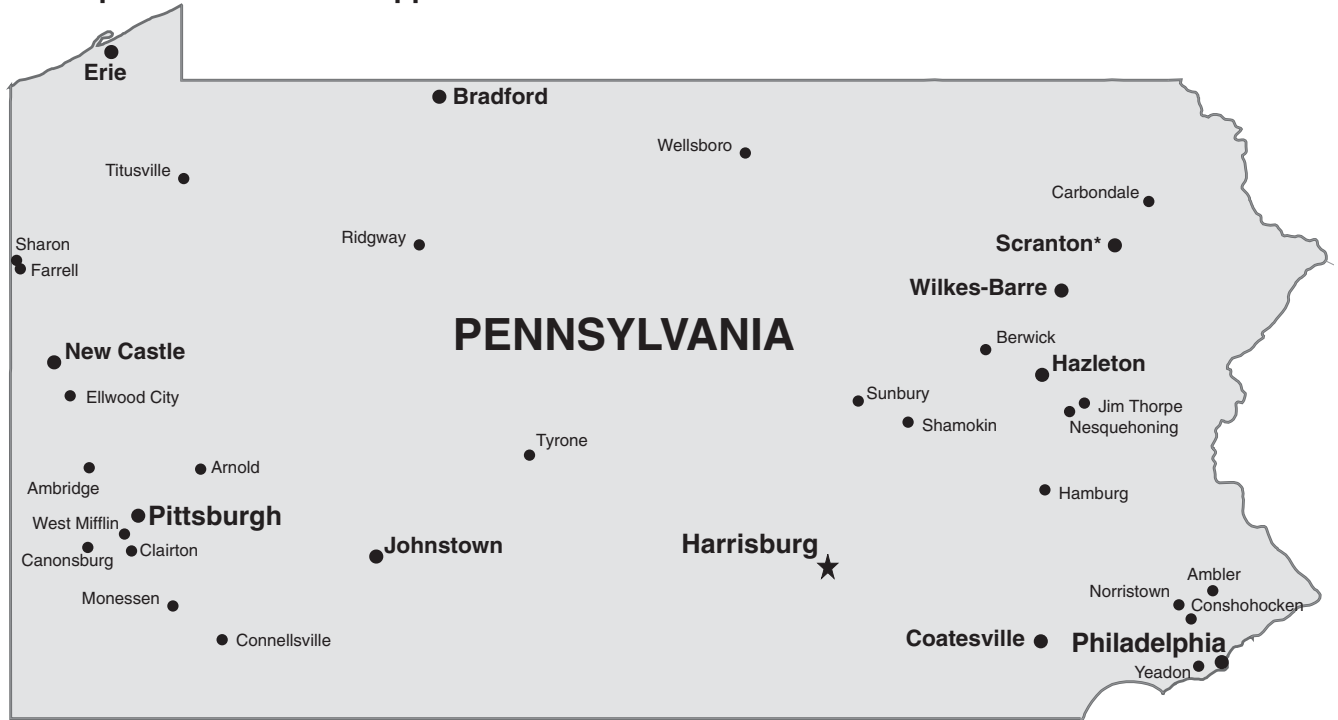 Erie
Bradford
Wellsboro
Titusville
Carbondale
Ridgway
Sharon
Scranton*
Farrell
Wilkes-Barre
PENNSYLVANIA
Berwick
New Castle
Hazleton
Ellwood City
Sunbury
Jim Thorpe
Shamokin
Nesquehoning
Tyrone
Arnold
Ambridge
Hamburg
Pittsburgh
West Mifflin
Johnstown
Harrisburg
Clairton
Canonsburg
Ambler
Norristown
Monessen
Conshohocken
Connellsville
Coatesville
Philadelphia
Yeadon